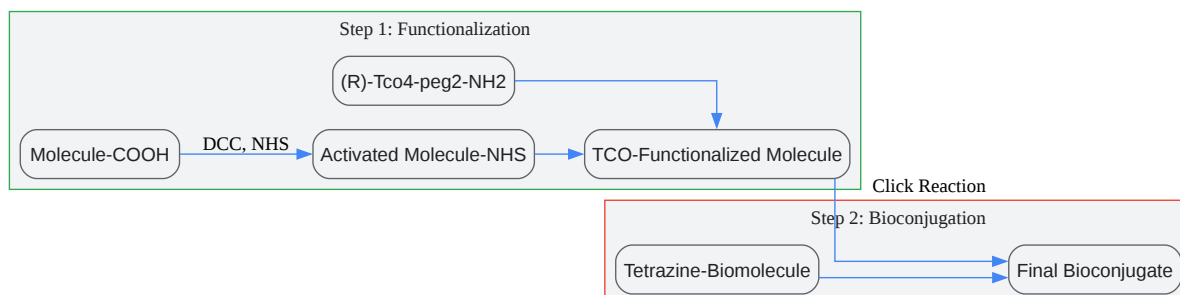 Step 1: Functionalization
(R)-Tco4-peg2-NH2
Molecule-COOH
DCC, NHS
Activated Molecule-NHS
TCO-Functionalized Molecule
Click Reaction
Step 2: Bioconjugation
Tetrazine-Biomolecule
Final Bioconjugate